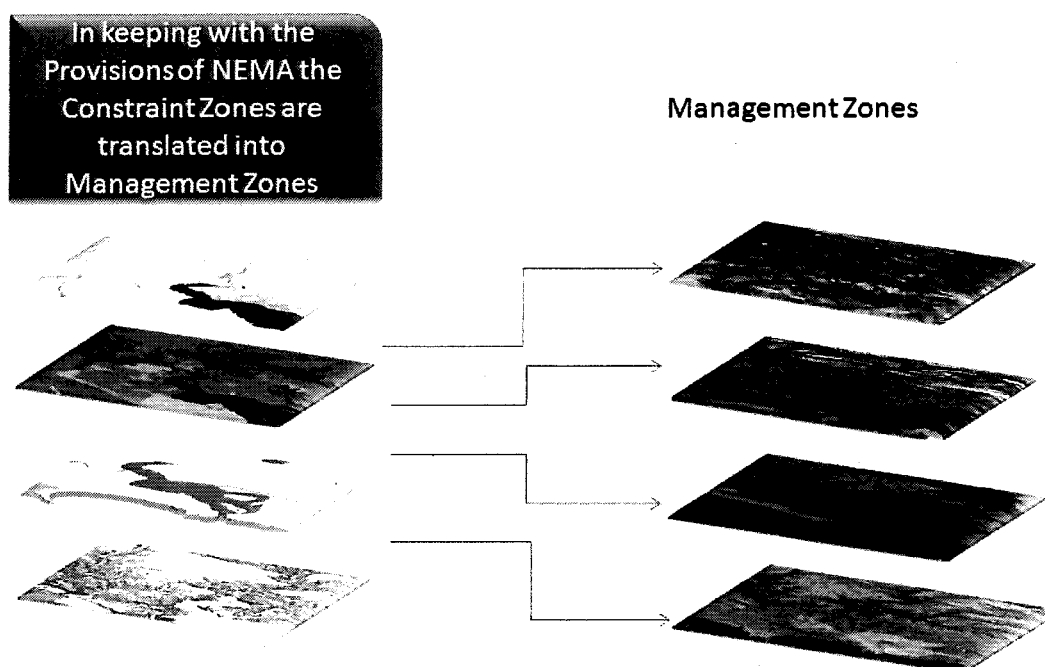 In keeping with the
Provisions of NEMA the
Constraint Zones are
translated into
Management Zones
Management Zones